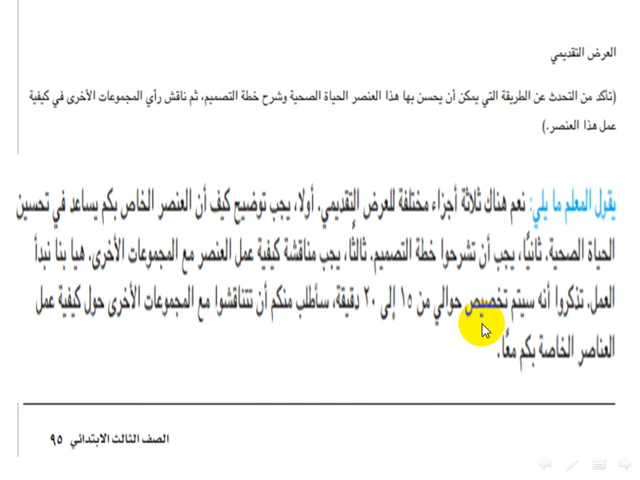 العرض التقديمي
(تأكد من التحدث عن الطريقة التي يمكن أن يحسن بها هذا العنصر الحياة الصحية وشرح خطة التصميم، ثم ناقش رأي المجموعات الأخرى في كيفية
عمل هذا العنصر.)
يقول المعلم ما يلي: نعم هناك ثلاثة أجزاء مختلفة للعرض التقديمي. أولا، يجب توضيح كيف أن العنصر الخاص بكم يساعد في تحسين
الحياة الصحية. ثانيًا، يجب أن تشرحوا خطة التصميم. ثالثًا، يجب مناقشة كيفية عمل العنصر مع المجموعات الأخرى. هيا بنا نبدأ
العمل. تذكروا أنه سيتم تخصيص حوالي من ١٥ إلى ٢٠ دقيقة، سأطلب منكم أن تتناقشوا مع المجموعات الأخرى حول كيفية عمل
العناصر الخاصة بكم معًا.
الصف الثالث الابتدائي ٩٥